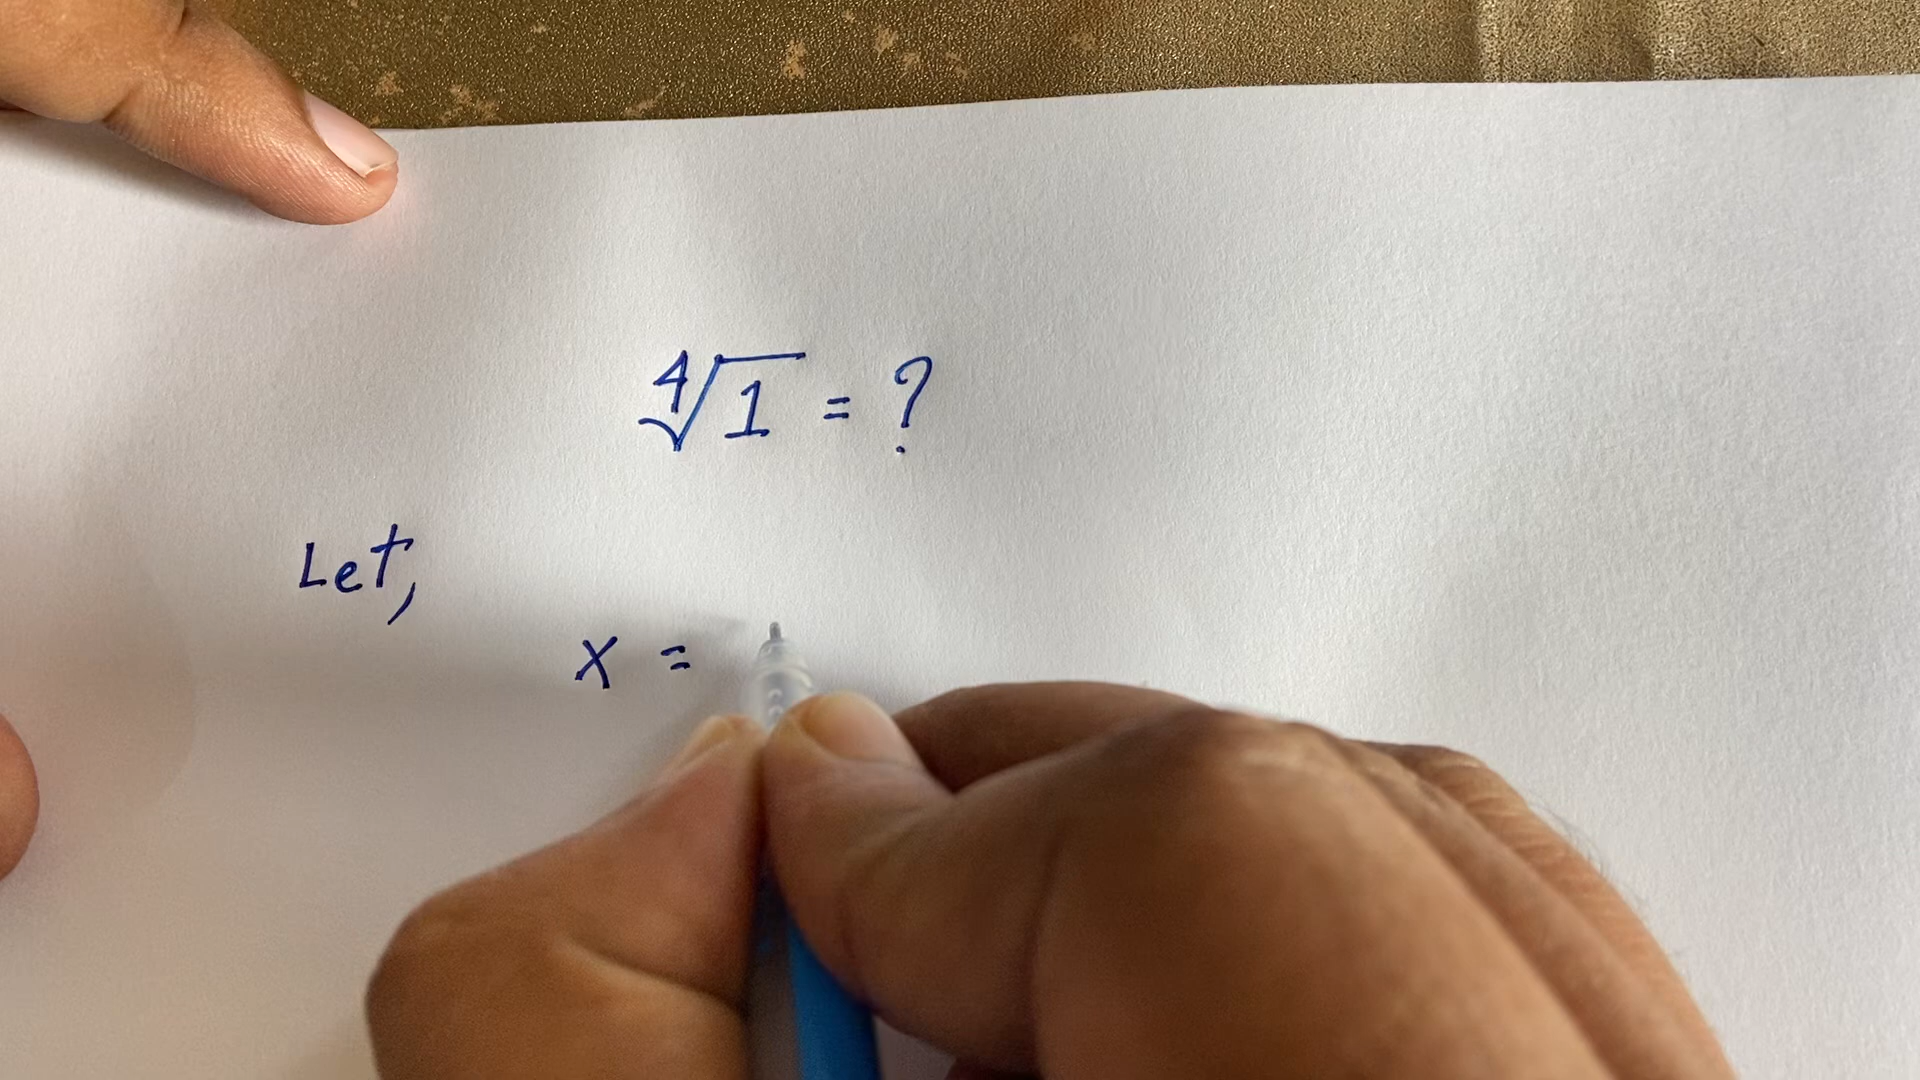 ∜1 = ?
Let,
x =